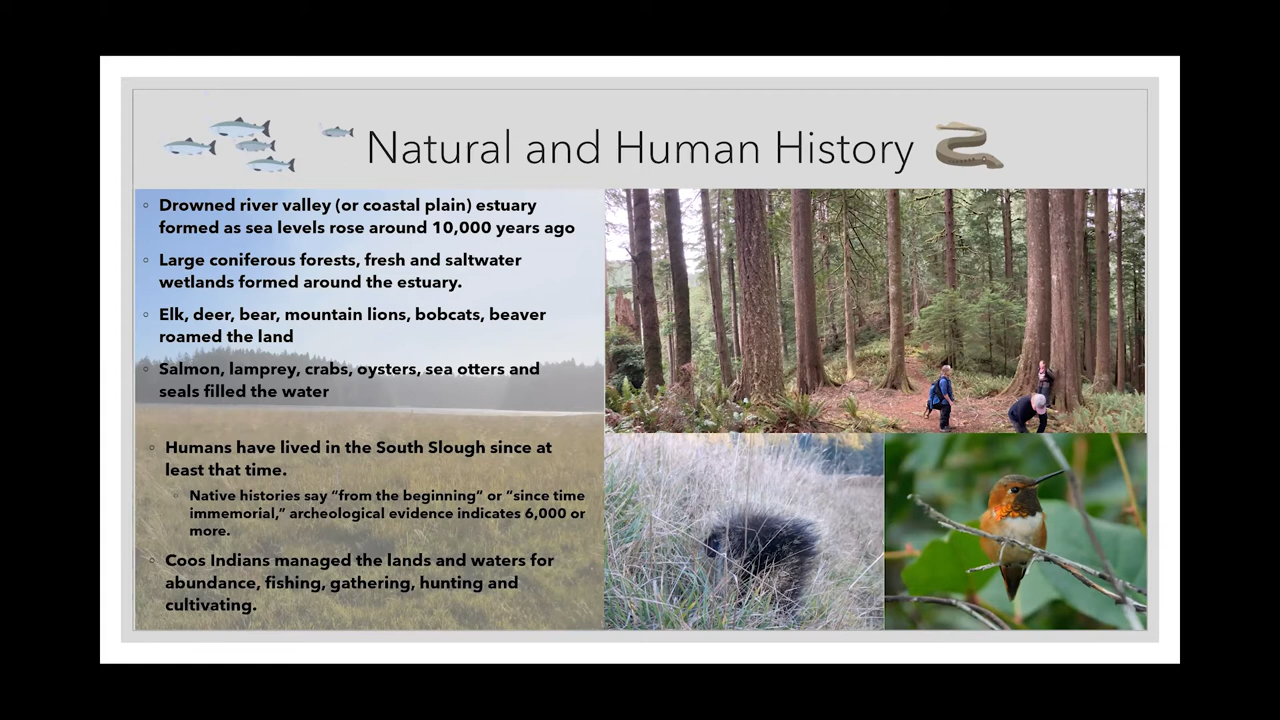 Natural and Human History
◦ Drowned river valley (or coastal plain) estuary
formed as sea levels rose around 10,000 years ago
◦ Large coniferous forests, fresh and saltwater
wetlands formed around the estuary.
◦ Elk, deer, bear, mountain lions, bobcats, beaver
roamed the land
◦ Salmon, lamprey, crabs, oysters, sea otters and
seals filled the water
◦ Humans have lived in the South Slough since at
least that time.
◦ Native histories say “from the beginning” or “since time
immemorial,” archeological evidence indicates 6,000 or
more.
◦ Coos Indians managed the lands and waters for
abundance, fishing, gathering, hunting and
cultivating.